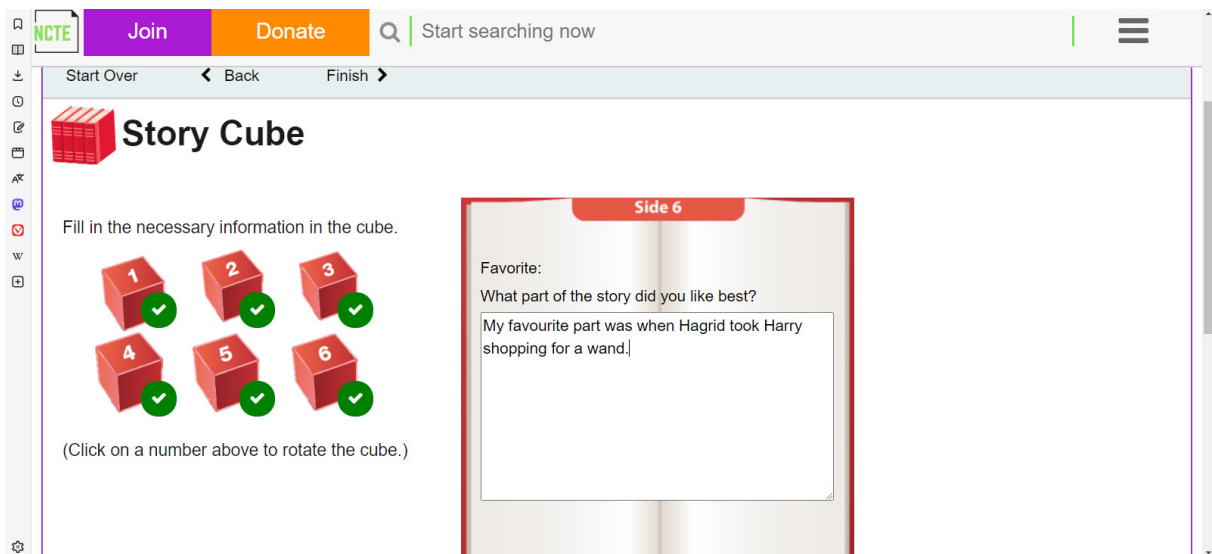 NCTE
Join
Donate
Start searching now
Start Over
Back
Finish
Story Cube
Fill in the necessary information in the cube.
1
2
3
4
5
6
(Click on a number above to rotate the cube.)
Side 6
Favorite:
What part of the story did you like best?
My favourite part was when Hagrid took Harry
shopping for a wand.